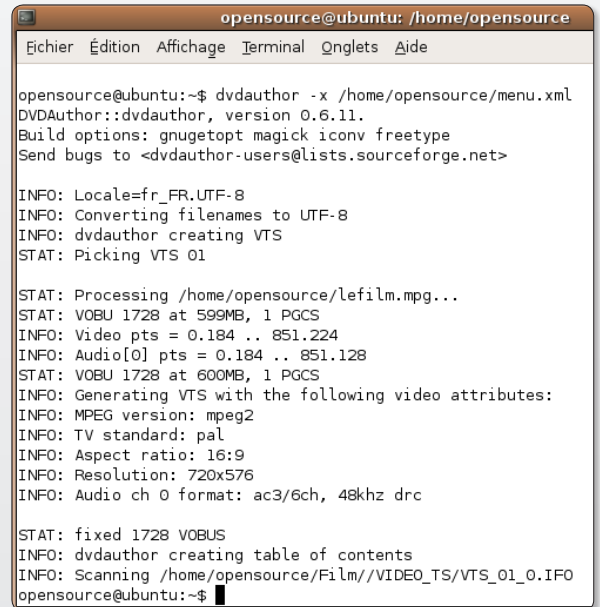 opensource@ubuntu: /home/opensource
Fichier Édition Affichage Terminal Onglets Aide
opensource@ubuntu:~$ dvdauthor -x /home/opensource/menu.xml
DVDAuthor::dvdauthor, version 0.6.11.
Build options: gnugetopt magick iconv freetype
Send bugs to <dvdauthor-users@lists.sourceforge.net>
INFO: Locale=fr_FR.UTF-8
INFO: Converting filenames to UTF-8
INFO: dvdauthor creating VTS
STAT: Picking VTS 01
STAT: Processing /home/opensource/lefilm.mpg...
STAT: VOBU 1728 at 599MB, 1 PGCS
INFO: Video pts = 0.184 .. 851.224
INFO: Audio[0] pts = 0.184 .. 851.128
STAT: VOBU 1728 at 600MB, 1 PGCS
INFO: Generating VTS with the following video attributes:
INFO: MPEG version: mpeg2
INFO: TV standard: pal
INFO: Aspect ratio: 16:9
INFO: Resolution: 720x576
INFO: Audio ch 0 format: ac3/6ch, 48khz drc
STAT: fixed 1728 VOBUS
INFO: dvdauthor creating table of contents
INFO: Scanning /home/opensource/Film//VIDEO_TS/VTS_01_0.IFO
opensource@ubuntu:~$